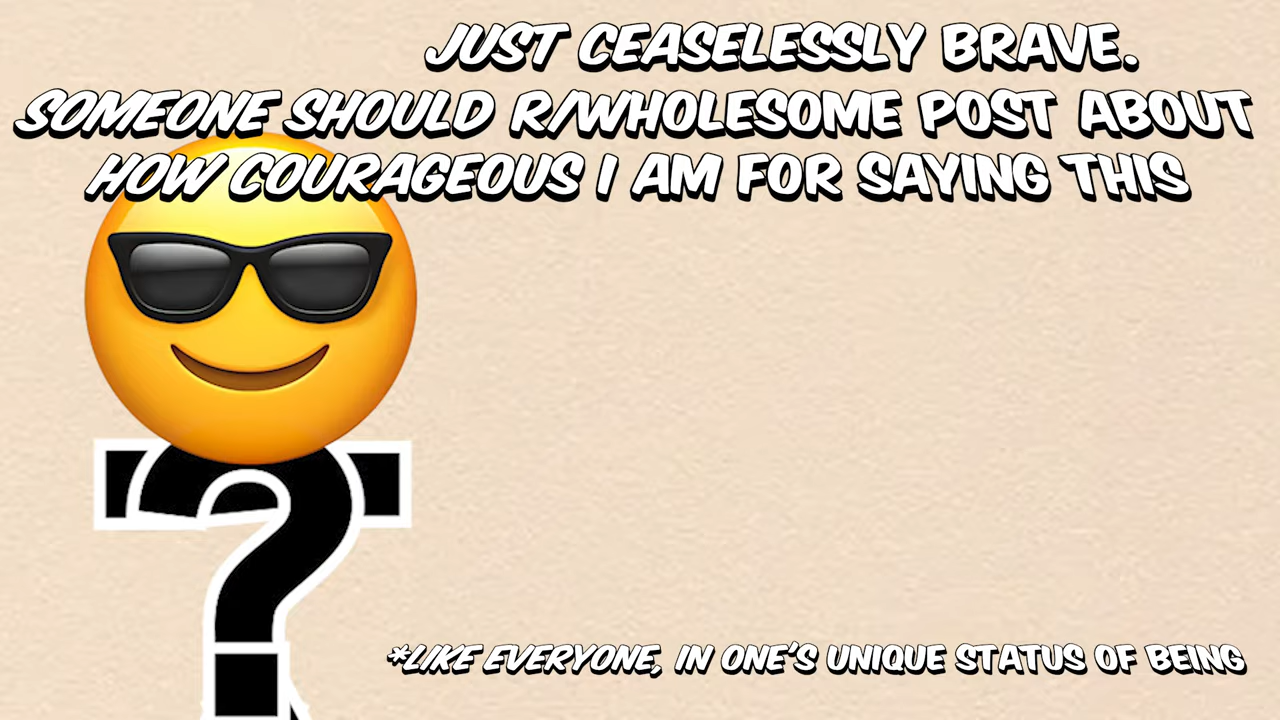 JUST CEASELESSLY BRAVE.
SOMEONE SHOULD R/WHOLESOME POST ABOUT
HOW COURAGEOUS I AM FOR SAYING THIS
?
*LIKE EVERYONE, IN ONE'S UNIQUE STATUS OF BEING